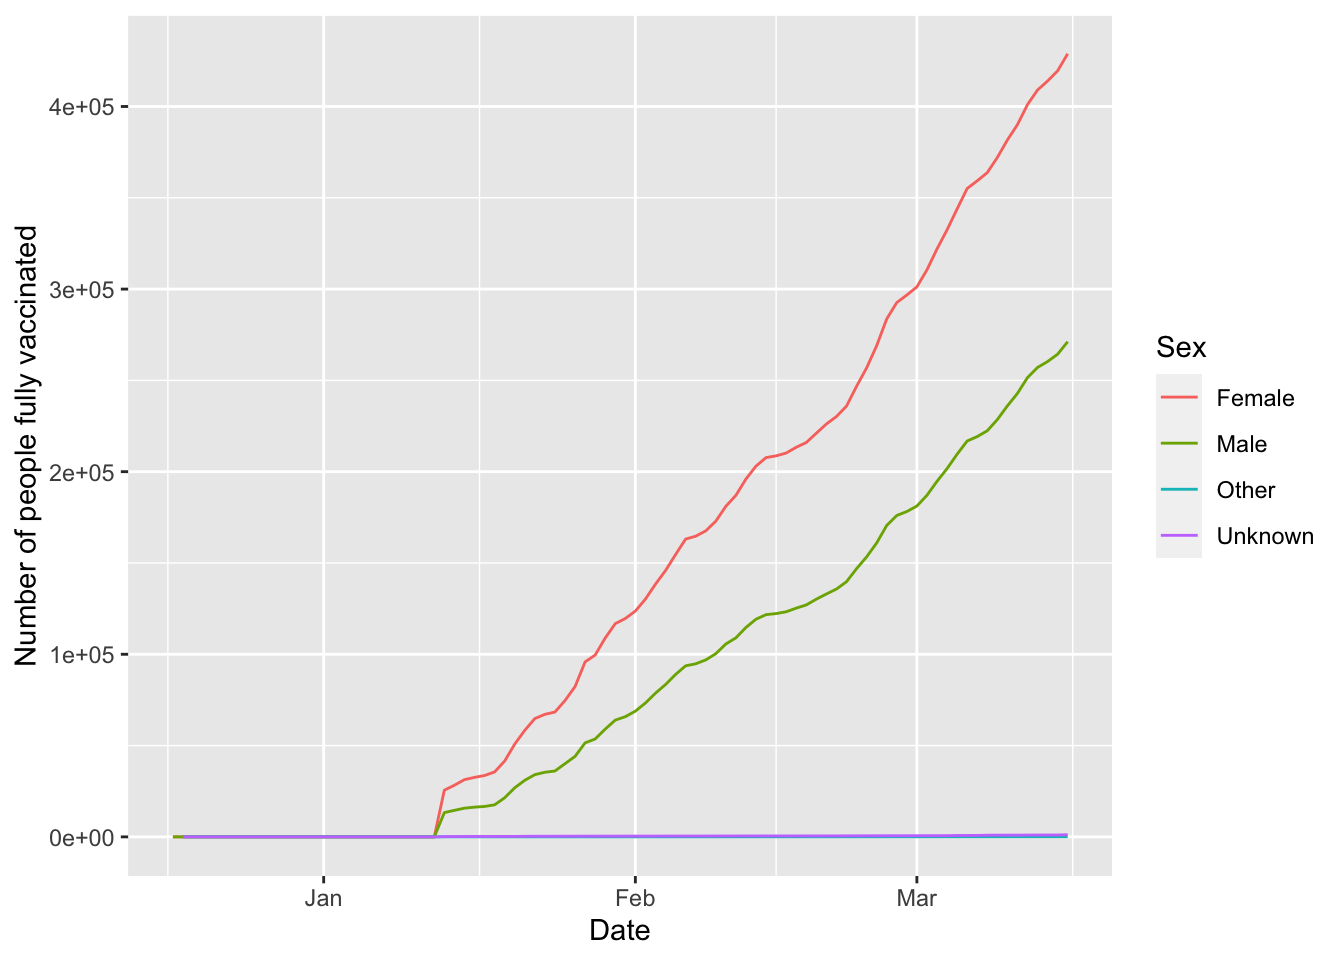 Number of people fully vaccinated
4e+05
3e+05
2e+05
1e+05
0e+00
Jan
Feb
Mar
Date
Sex
Female
Male
Other
Unknown